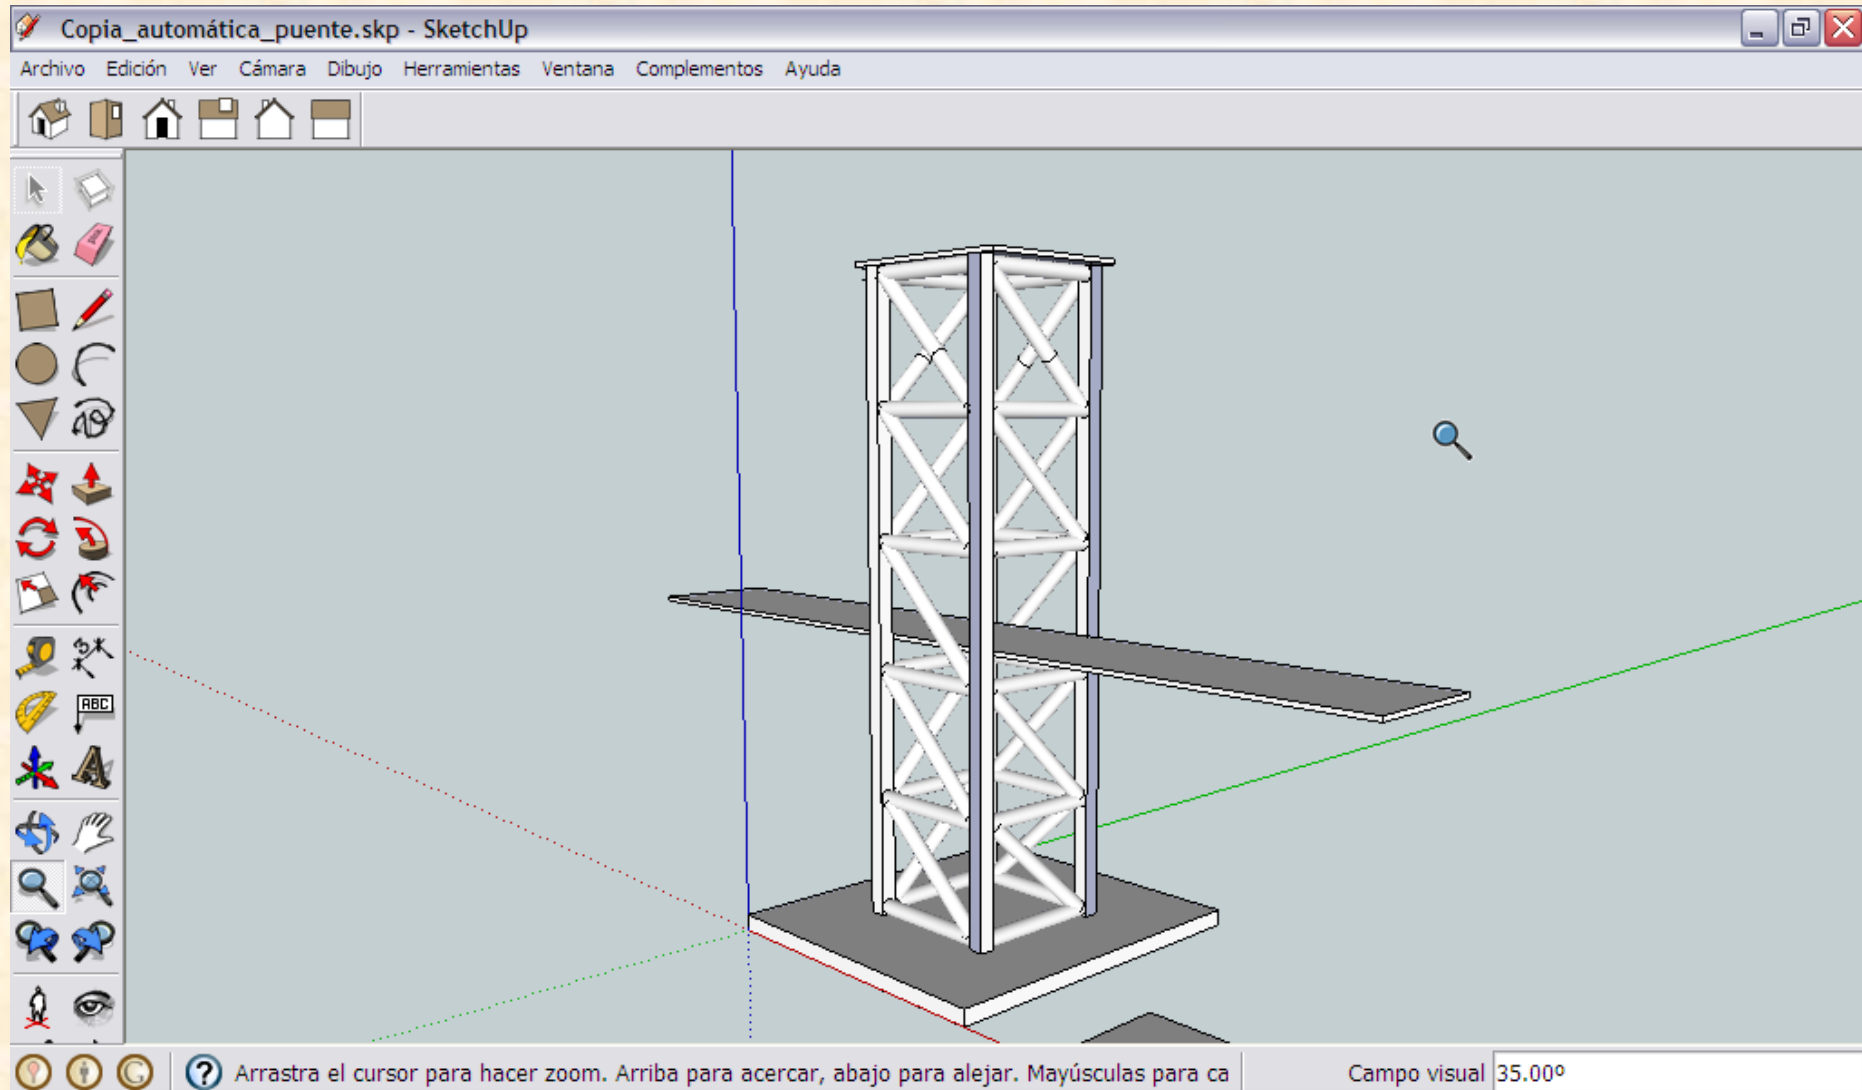 Copia_automática_puente.skp - SketchUp
Archivo Edición Ver Cámara Dibujo Herramientas Ventana Complementos Ayuda
ABC
Arrastra el cursor para hacer zoom. Arriba para acercar, abajo para alejar. Mayúsculas para ca
Campo visual 35.00º